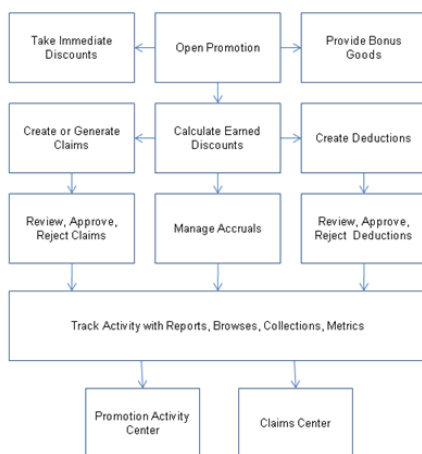 Take Immediate
Discounts
Open Promotion
Provide Bonus
Goods
Create or Generate
Claims
Calculate Earned
Discounts
Create Deductions
Review, Approve,
Reject Claims
Manage Accruals
Review, Approve,
Reject Deductions
Track Activity with Reports, Browses, Collections, Metrics
Promotion Activity
Center
Claims Center